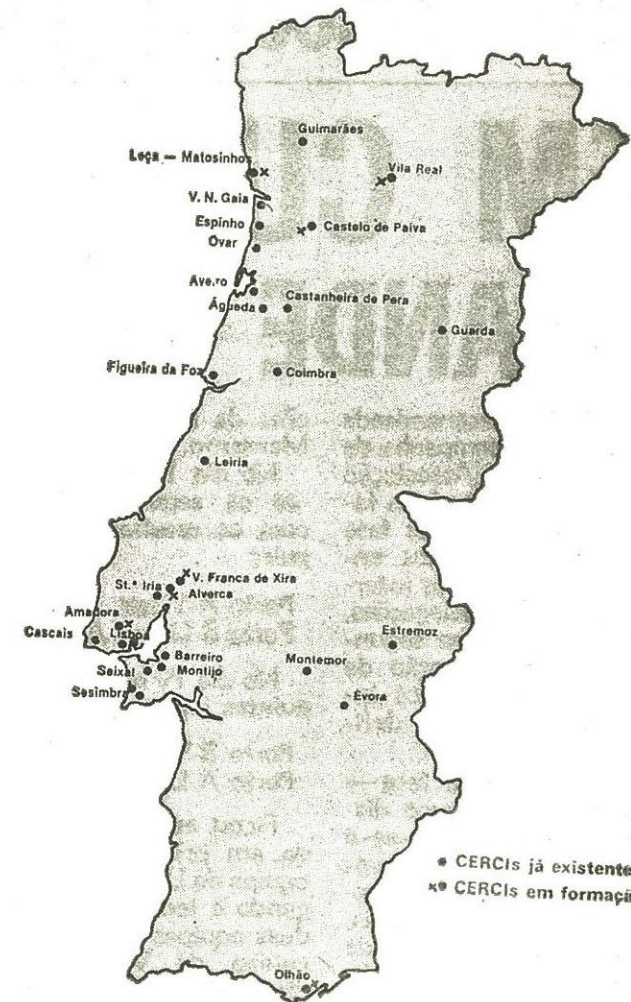 Guimarães
Leça — Matosinhos
Vila Real
V. N. Gaia
Espinho
Castelo de Paiva
Ovar
Ave.ro
Águeda
Castanheira de Pera
Guarda
Figueira da Foz
Coimbra
Leiria
V. Franca de Xira
St.ª Iria
Alverca
Amadora
Cascais
Lisboa
Estremoz
Barreiro
Montemor
Seixal
Montijo
Sesimbra
Évora
● CERCIs já existente
×● CERCIs em formaçã
Olhão